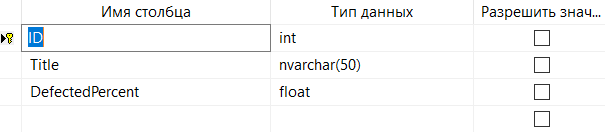 Имя столбца Тип данных Разрешить знач...
ID int
Title nvarchar(50)
DefectedPercent float